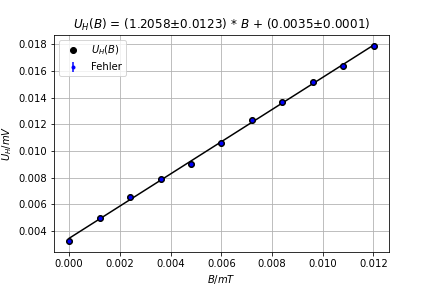 U_H(B) = (1.2058±0.0123) * B + (0.0035±0.0001)
U_H(B)
Fehler
0.018
0.016
0.014
0.012
0.010
0.008
0.006
0.004
U_H/mV
0.000 0.002 0.004 0.006 0.008 0.010 0.012
B/mT